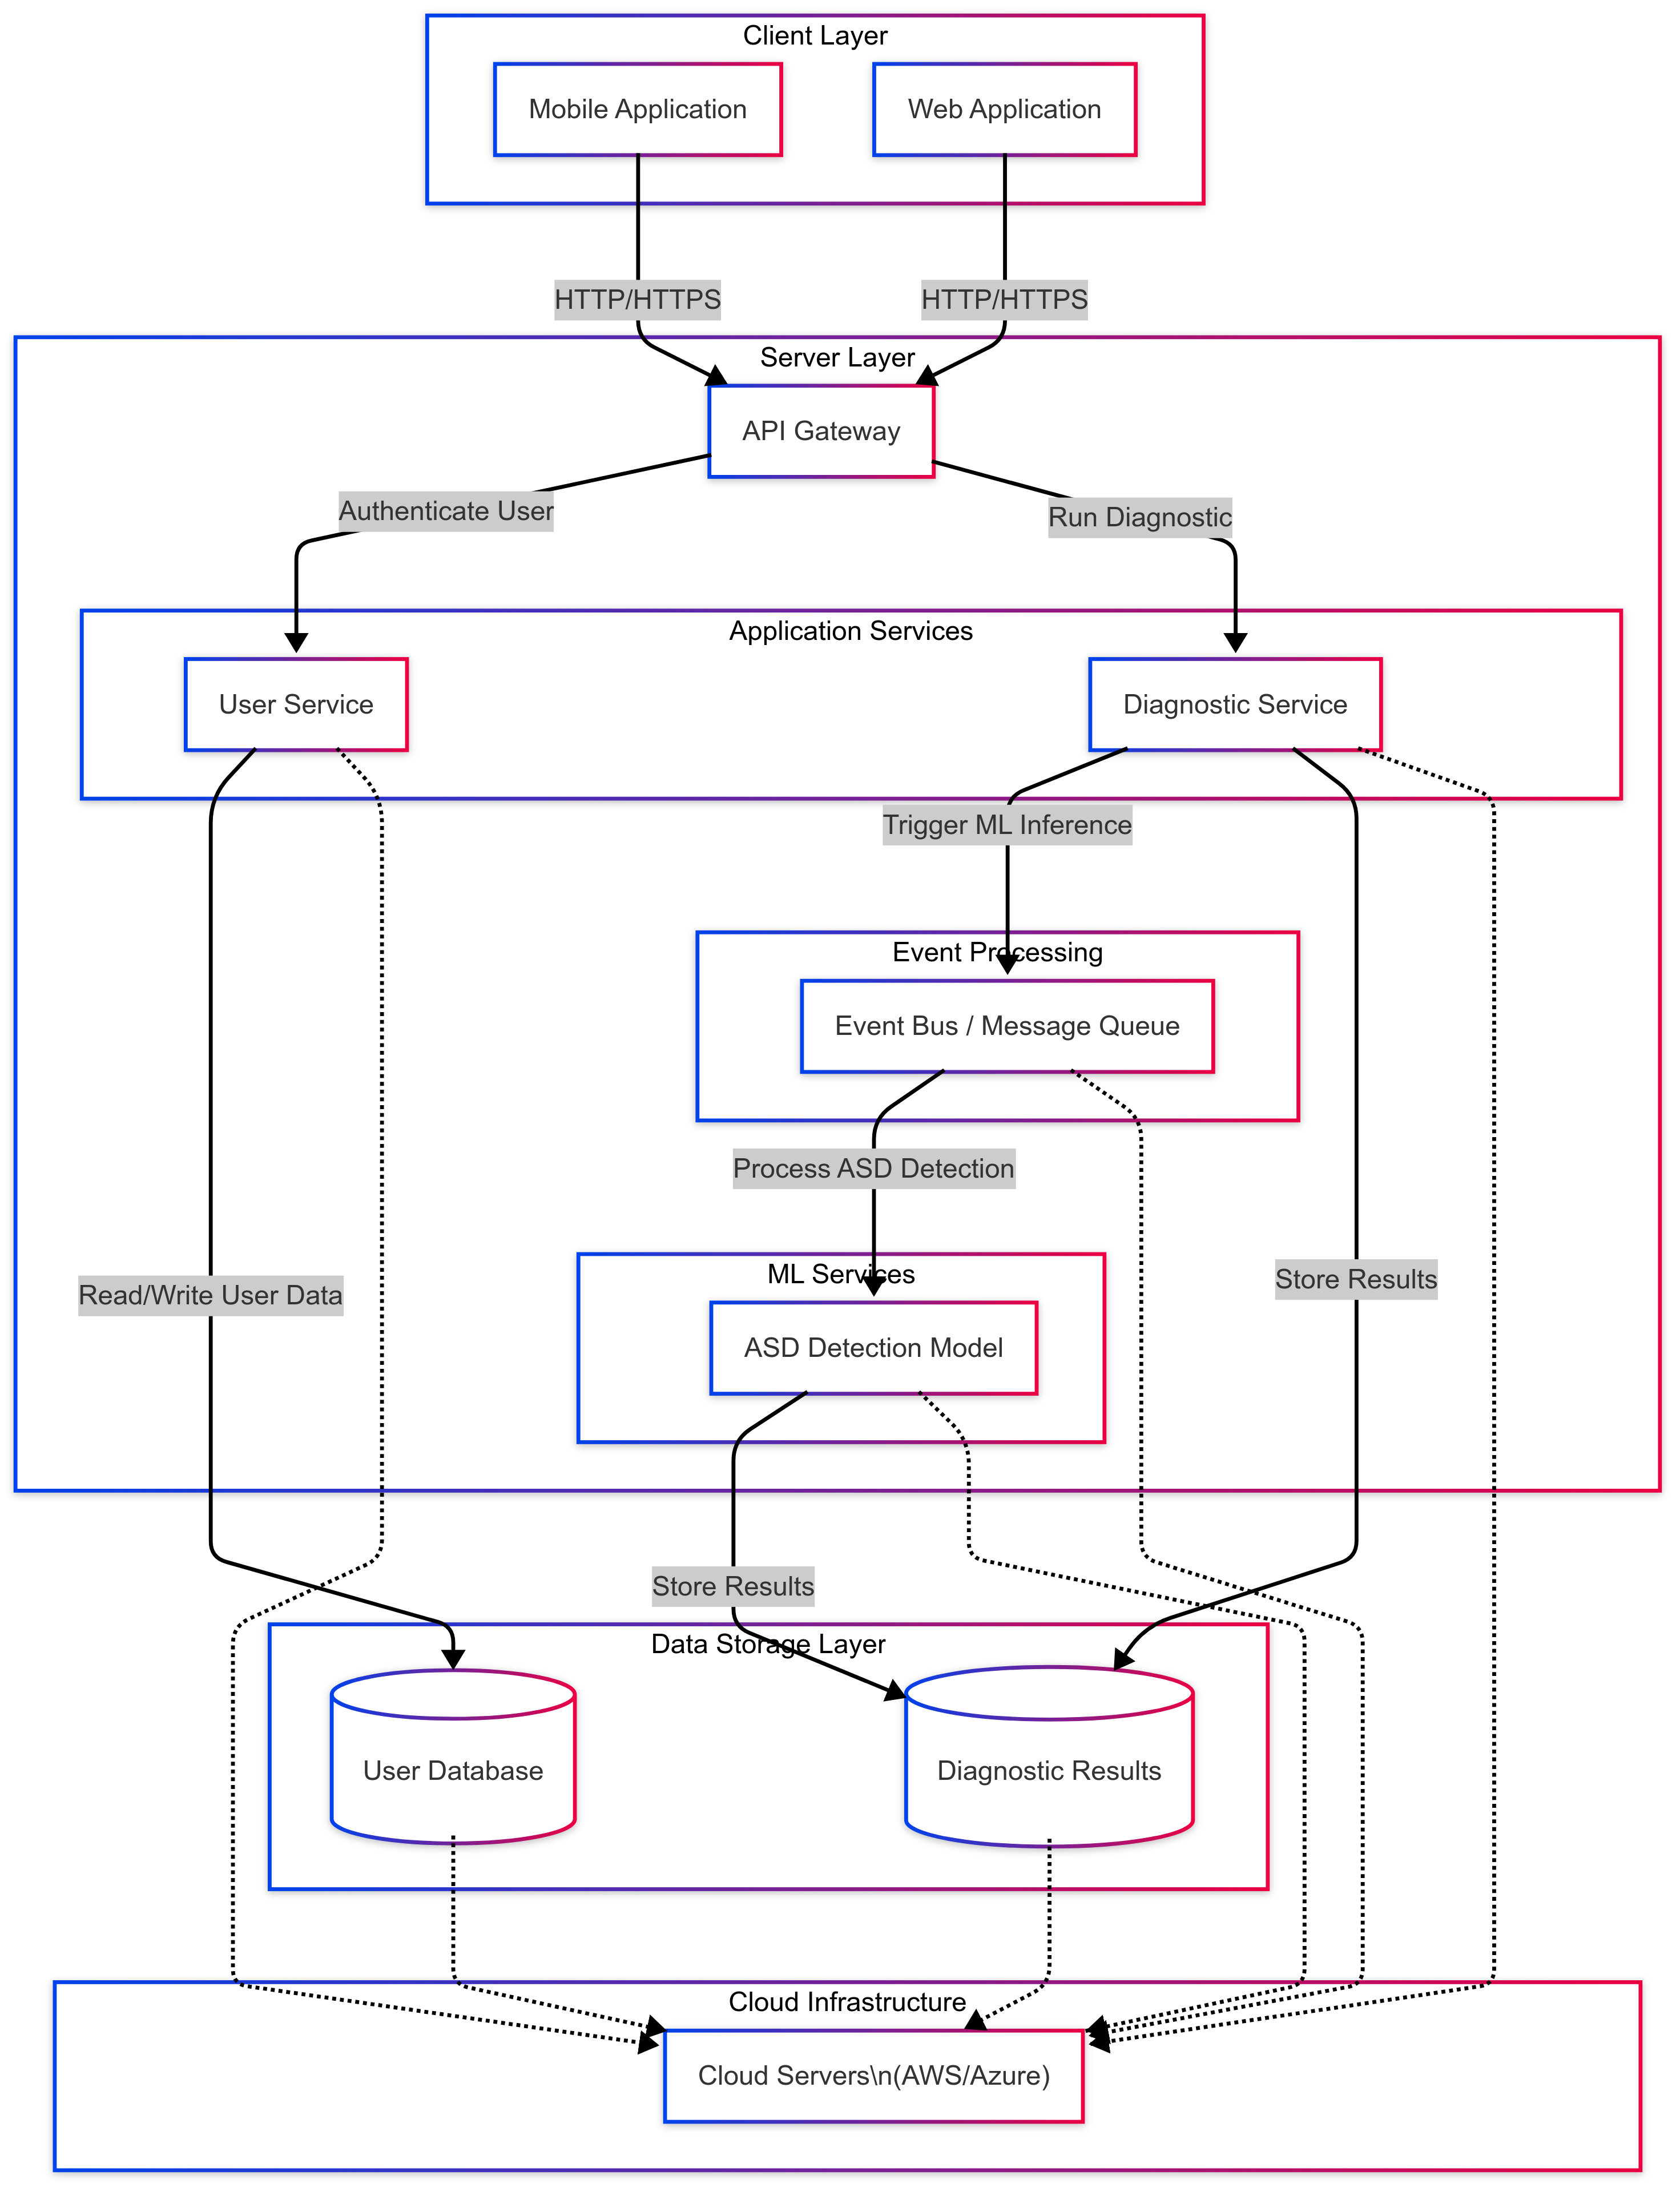 Client Layer
Mobile Application
Web Application
HTTP/HTTPS
HTTP/HTTPS
Server Layer
API Gateway
Authenticate User
Run Diagnostic
Application Services
User Service
Diagnostic Service
Trigger ML Inference
Event Processing
Event Bus / Message Queue
Process ASD Detection
ML Services
Read/Write User Data
Store Results
ASD Detection Model
Store Results
Data Storage Layer
User Database
Diagnostic Results
Cloud Infrastructure
Cloud Servers\n(AWS/Azure)